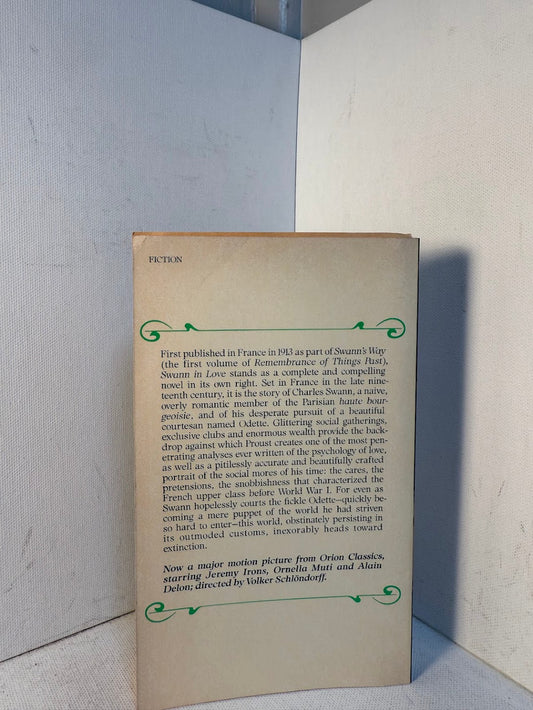 FICTION
First published in France in 1913 as part of Swann's Way
(the first volume of Remembrance of Things Past),
Swann in Love stands as a complete and compelling
novel in its own right. Set in France in the late nine-
teenth century, it is the story of Charles Swann, a naive,
overly romantic member of the Parisian haute bour-
geoisie, and of his desperate pursuit of a beautiful
courtesan named Odette. Glittering social gatherings,
exclusive clubs and enormous wealth provide the back-
drop against which Proust creates one of the most pen-
etrating analyses ever written of the psychology of love,
as well as a pitilessly accurate and beautifully crafted
portrait of the social mores of his time: the cares, the
pretensions, the snobbishness that characterized the
French upper class before World War I. For even as
Swann hopelessly courts the fickle Odette—quickly be-
coming a mere puppet of the world he had striven
so hard to enter—this world, obstinately persisting in
its outmoded customs, inexorably heads toward
extinction.
Now a major motion picture from Orion Classics,
starring Jeremy Irons, Ornella Muti and Alain
Delon; directed by Volker Schlöndorff.